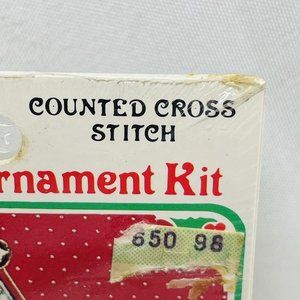 COUNTED CROSS
STITCH
rnament Kit
650 98